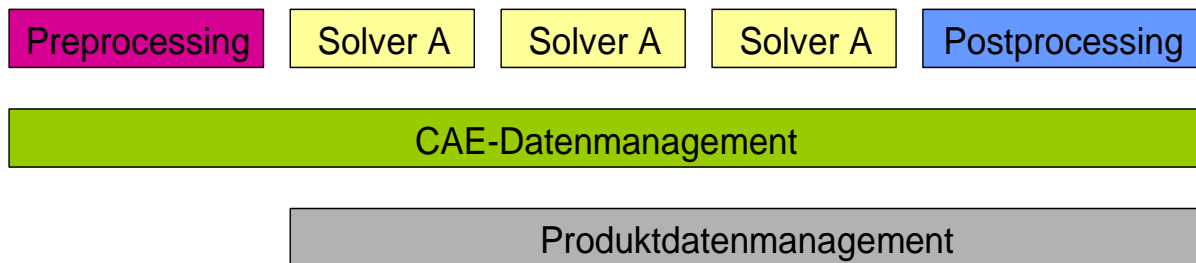 Preprocessing Solver A Solver A Solver A Postprocessing
CAE-Datenmanagement
Produktdatenmanagement